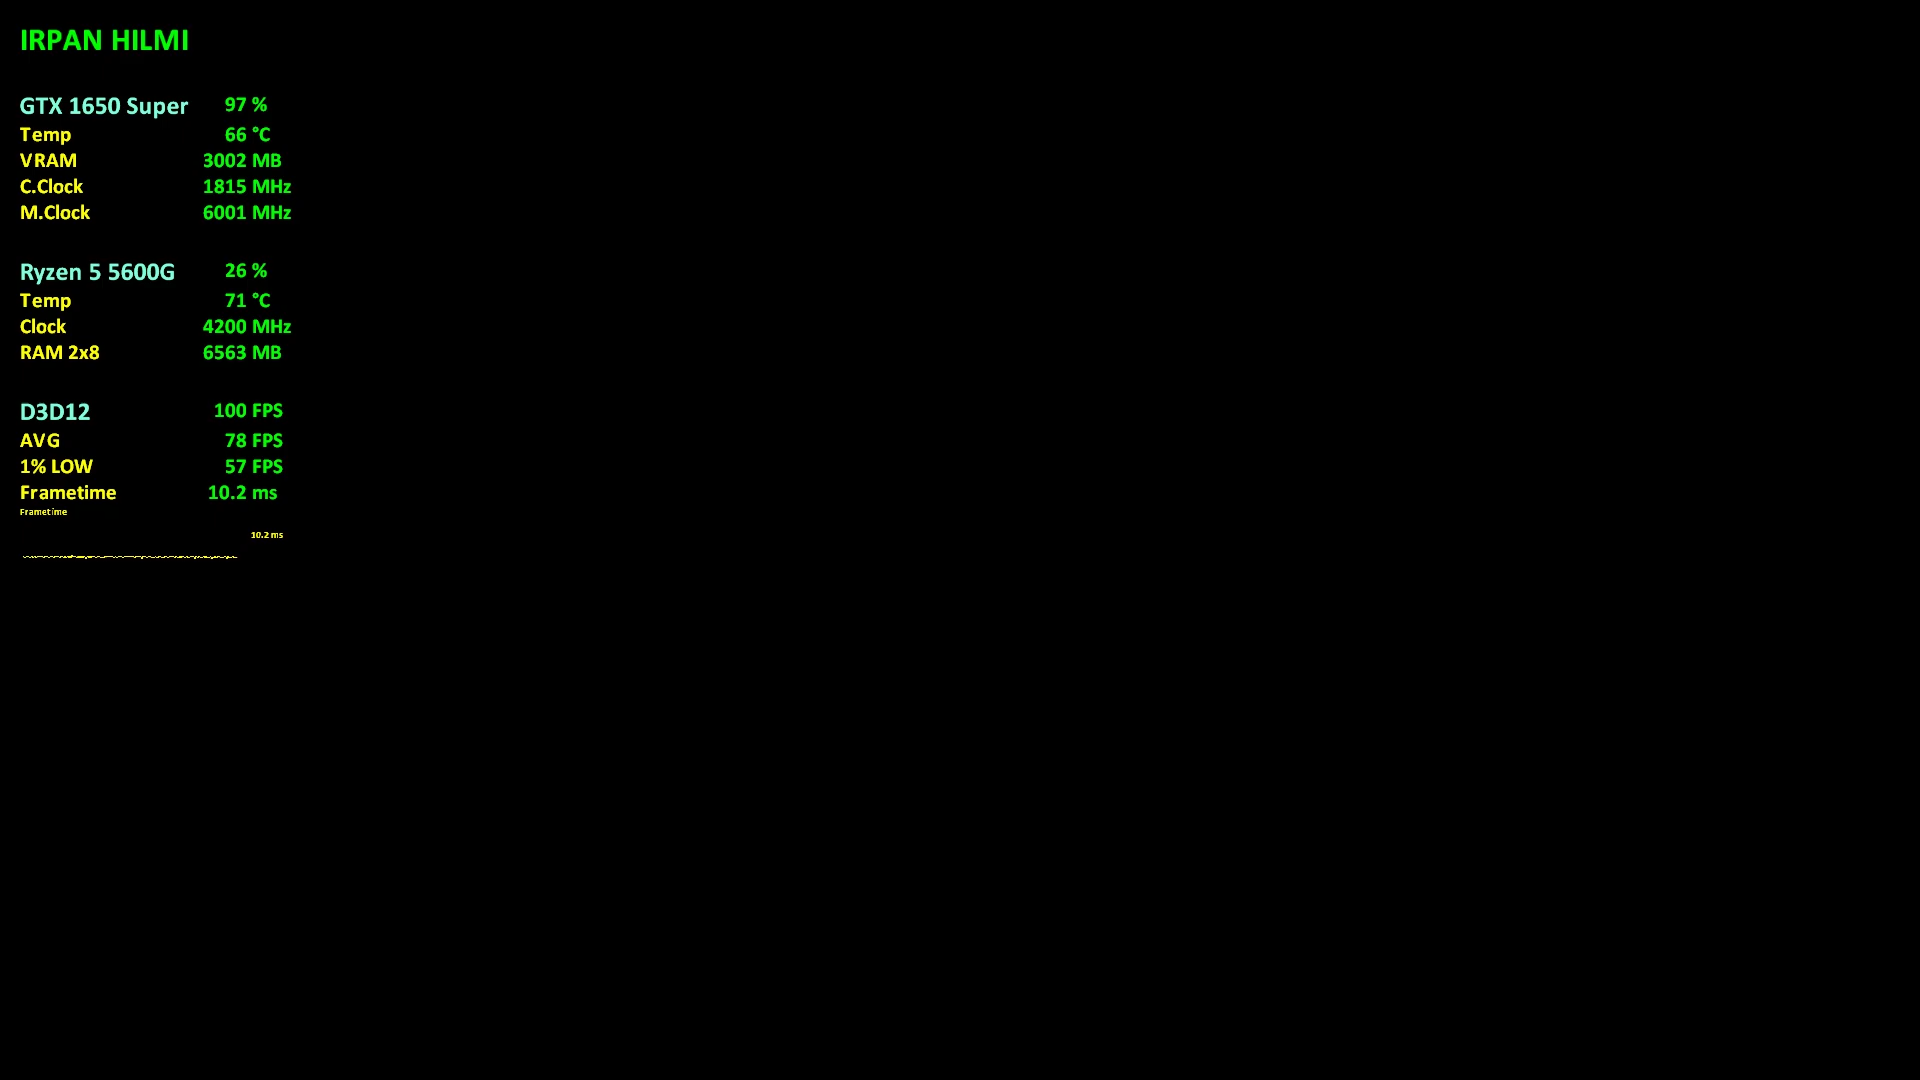 IRPAN HILMI
GTX 1650 Super 97 %
Temp 66 °C
VRAM 3002 MB
C.Clock 1815 MHz
M.Clock 6001 MHz
Ryzen 5 5600G 26 %
Temp 71 °C
Clock 4200 MHz
RAM 2x8 6563 MB
D3D12 100 FPS
AVG 78 FPS
1% LOW 57 FPS
Frametime 10.2 ms
Frametime
10.2 ms